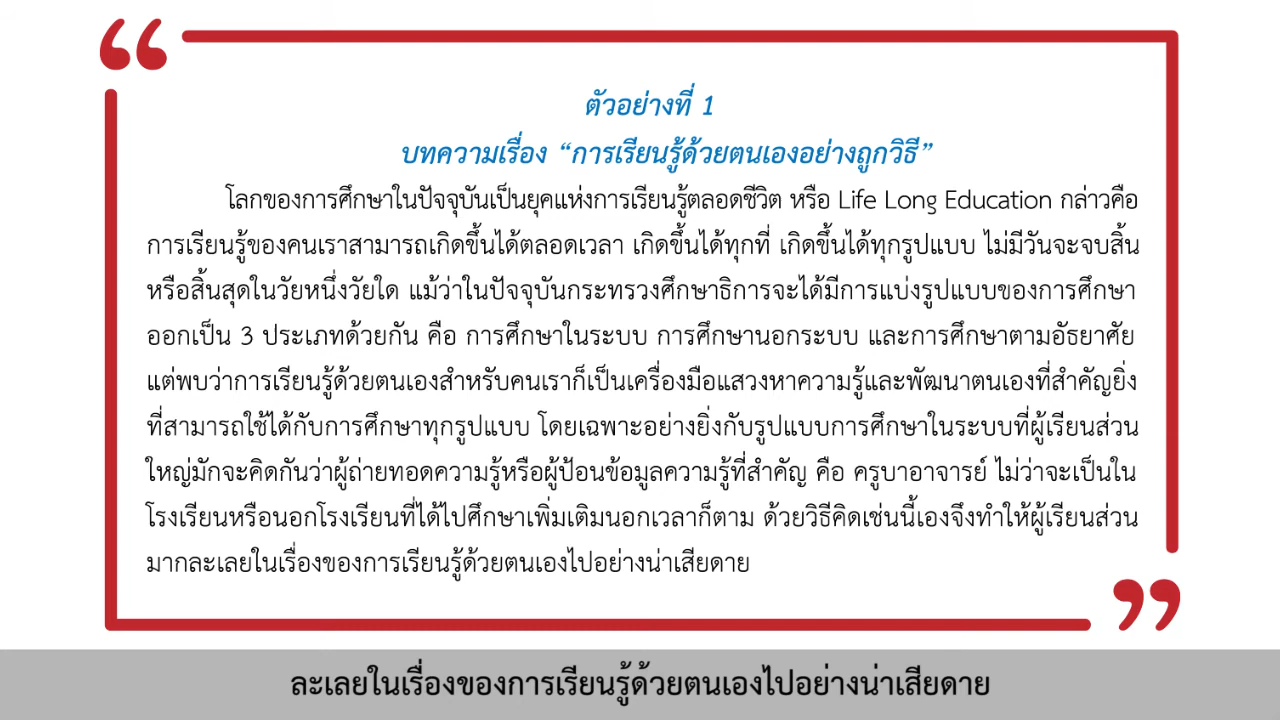 ตัวอย่างที่ 1
บทความเรื่อง “การเรียนรู้ด้วยตนเองอย่างถูกวิธี”
โลกของการศึกษาในปัจจุบันเป็นยุคแห่งการเรียนรู้ตลอดชีวิต หรือ Life Long Education กล่าวคือ
การเรียนรู้ของคนเราสามารถเกิดขึ้นได้ตลอดเวลา เกิดขึ้นได้ทุกที่ เกิดขึ้นได้ทุกรูปแบบ ไม่มีวันจะจบสิ้น
หรือสิ้นสุดในวัยหนึ่งวัยใด แม้ว่าในปัจจุบันกระทรวงศึกษาธิการจะได้มีการแบ่งรูปแบบของการศึกษา
ออกเป็น 3 ประเภทด้วยกัน คือ การศึกษาในระบบ การศึกษานอกระบบ และการศึกษาตามอัธยาศัย
แต่พบว่าการเรียนรู้ด้วยตนเองสำหรับคนเราก็เป็นเครื่องมือแสวงหาความรู้และพัฒนาตนเองที่สำคัญยิ่ง
ที่สามารถใช้ได้กับการศึกษาทุกรูปแบบ โดยเฉพาะอย่างยิ่งกับรูปแบบการศึกษาในระบบที่ผู้เรียนส่วน
ใหญ่มักจะคิดกันว่าผู้ถ่ายทอดความรู้หรือผู้ป้อนข้อมูลความรู้ที่สำคัญ คือ ครูบาอาจารย์ ไม่ว่าจะเป็นใน
โรงเรียนหรือนอกโรงเรียนที่ได้ไปศึกษาเพิ่มเติมนอกเวลาก็ตาม ด้วยวิธีคิดเช่นนี้เองจึงทำให้ผู้เรียนส่วน
มากละเลยในเรื่องของการเรียนรู้ด้วยตนเองไปอย่างน่าเสียดาย
ละเลยในเรื่องของการเรียนรู้ด้วยตนเองไปอย่างน่าเสียดาย